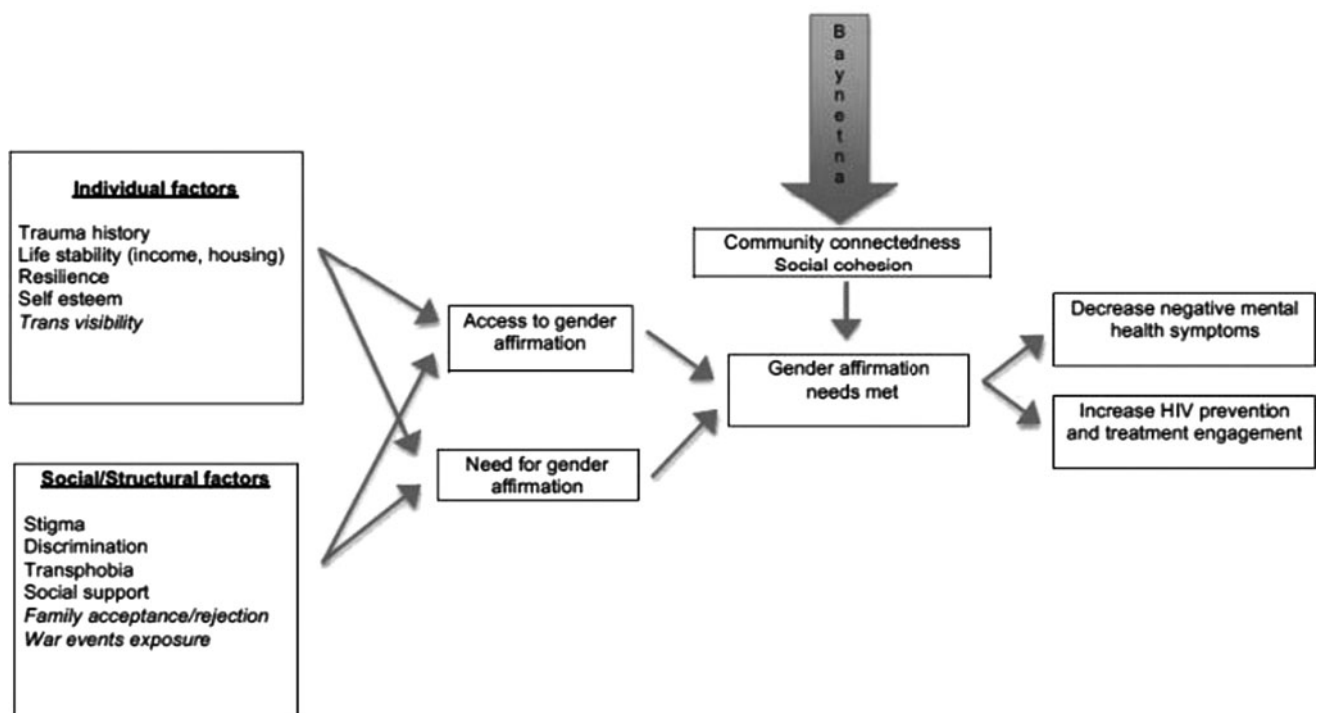 Baynetna
Individual factors
Trauma history
Life stability (income, housing)
Resilience
Self esteem
Trans visibility
Social/Structural factors
Stigma
Discrimination
Transphobia
Social support
Family acceptance/rejection
War events exposure
Access to gender
affirmation
Need for gender
affirmation
Community connectedness
Social cohesion
Gender affirmation
needs met
Decrease negative mental
health symptoms
Increase HIV prevention
and treatment engagement